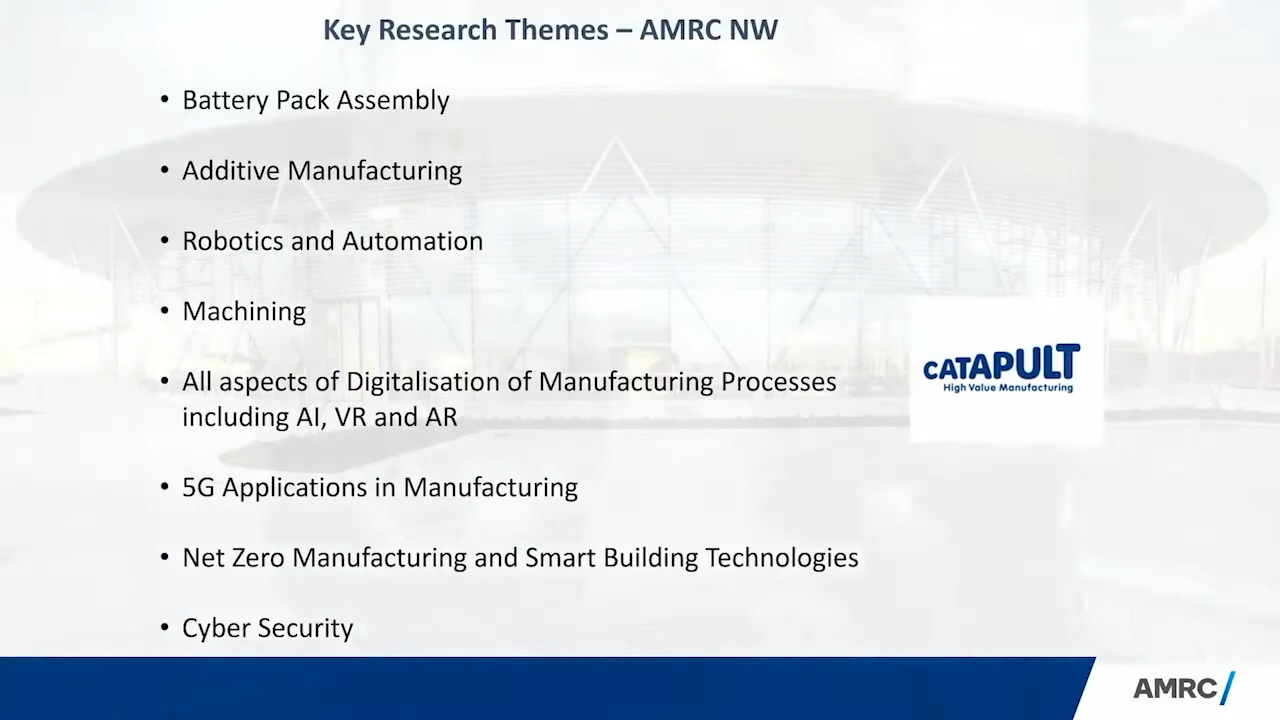 Key Research Themes – AMRC NW
• Battery Pack Assembly
• Additive Manufacturing
• Robotics and Automation
• Machining
• All aspects of Digitalisation of Manufacturing Processes
including AI, VR and AR
• 5G Applications in Manufacturing
• Net Zero Manufacturing and Smart Building Technologies
• Cyber Security
CATAPULT
High Value Manufacturing
AMRC/